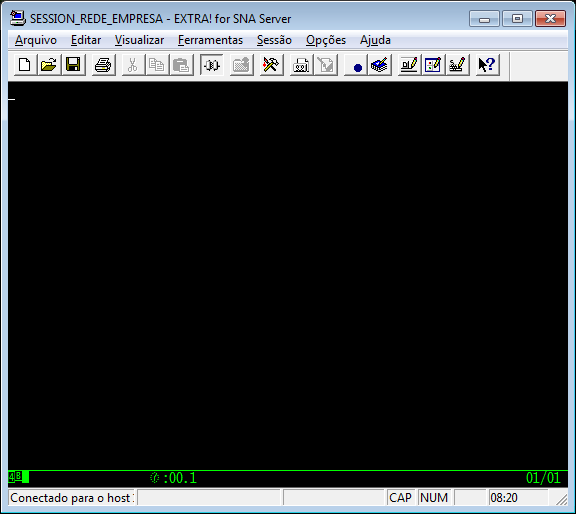 SESSION_REDE_EMPRESA - EXTRA! for SNA Server
Arquivo Editar Visualizar Ferramentas Sessão Opções Ajuda
4B :00.1 01/01
Conectado para o host CAP NUM 08:20